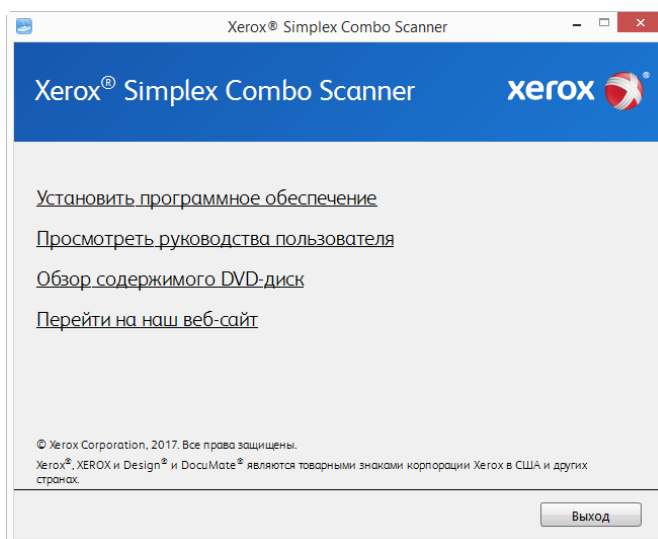 Xerox® Simplex Combo Scanner
Xerox® Simplex Combo Scanner
xerox®
Установить программное обеспечение
Просмотреть руководства пользователя
Обзор содержимого DVD-диск
Перейти на наш веб-сайт
© Xerox Corporation, 2017. Все права защищены.
Xerox®, XEROX и Design® и DocuMate® являются товарными знаками корпорации Xerox в США и других
странах.
Выход